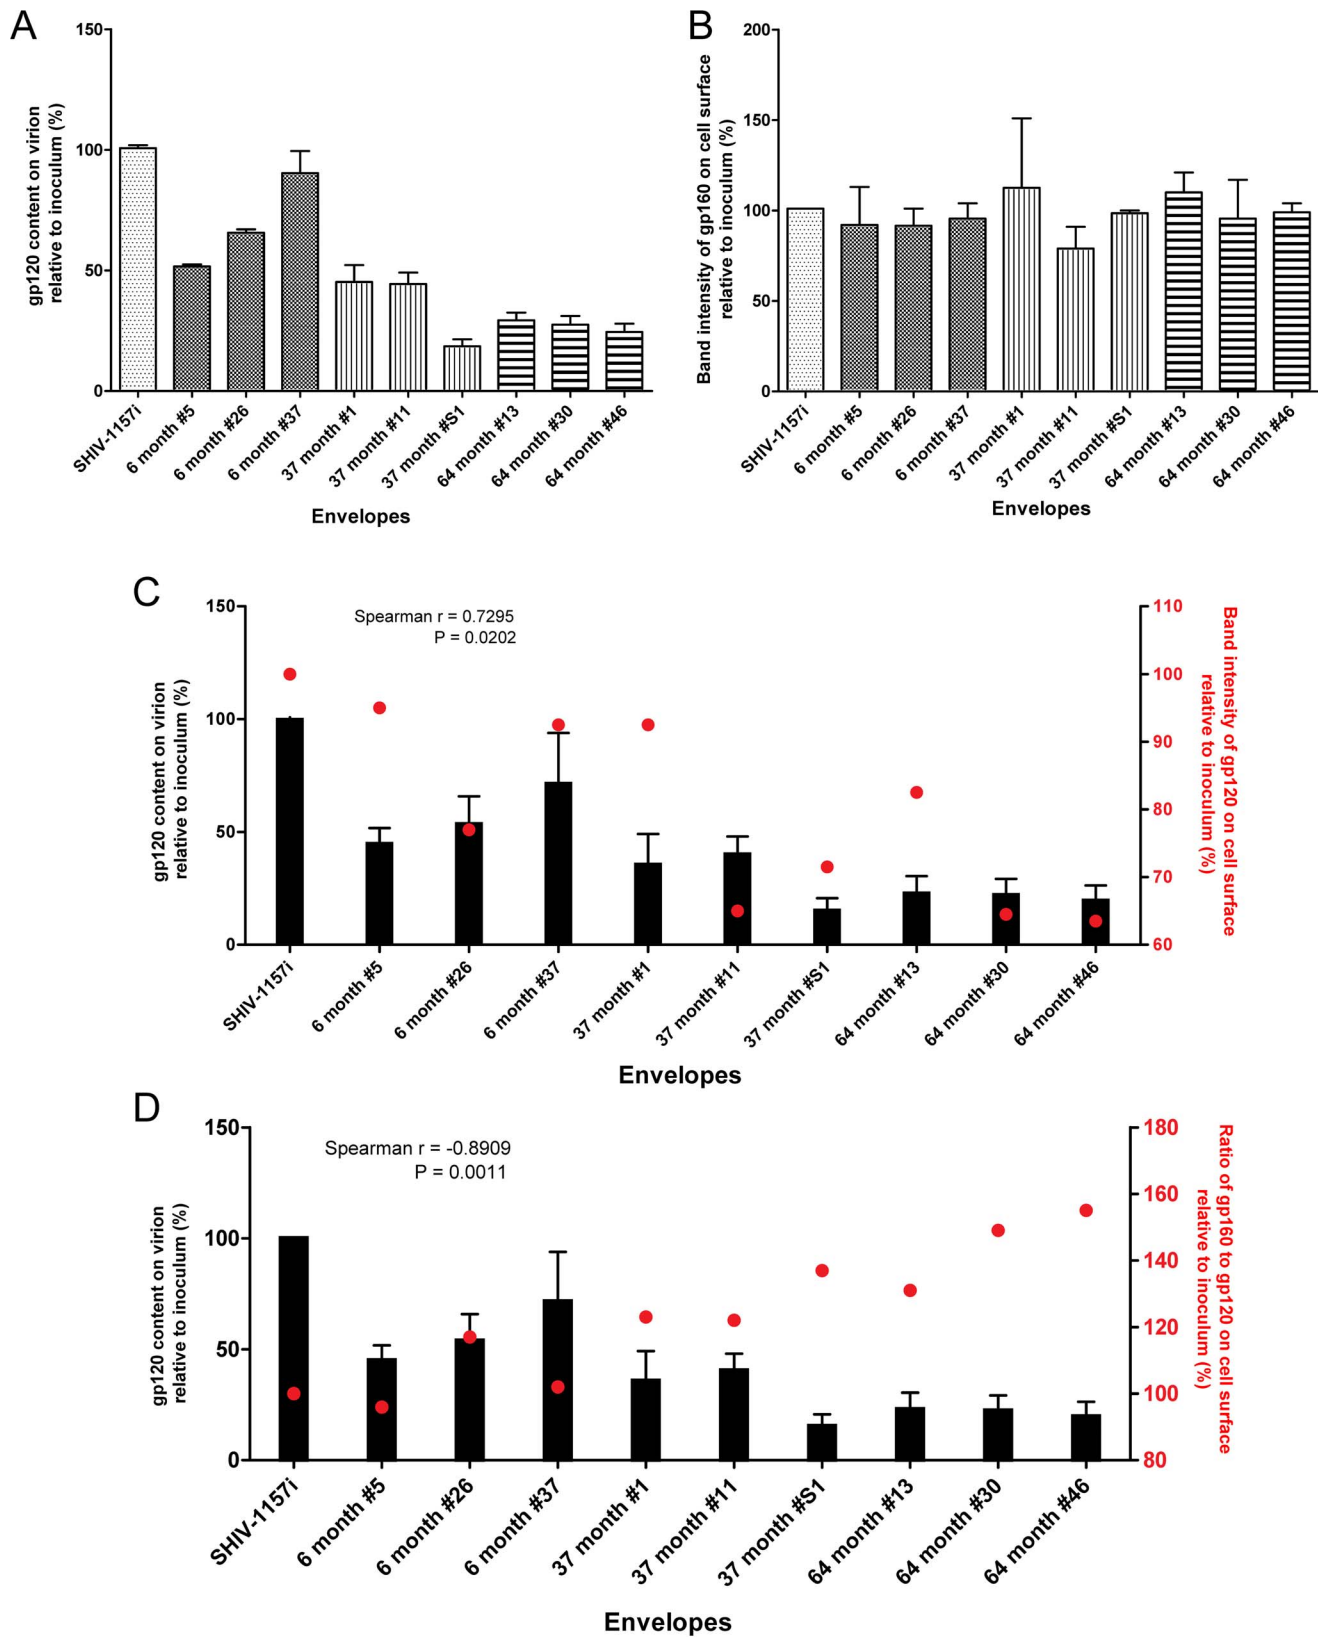 A
gp120 content on virion
relative to inoculum (%)
150
100
50
0
SHIV-1157i
6 month #5
6 month #26
6 month #37
37 month #1
37 month #11
37 month #S1
64 month #13
64 month #30
64 month #46
Envelopes
B
Band intensity of gp160 on cell surface
relative to inoculum (%)
200
150
100
50
0
SHIV-1157i
6 month #5
6 month #26
6 month #37
37 month #1
37 month #11
37 month #S1
64 month #13
64 month #30
64 month #46
Envelopes
C
Spearman r = 0.7295
P = 0.0202
gp120 content on virion
relative to inoculum (%)
150
100
50
0
110
100
90
80
70
60
Band intensity of gp120 on cell surface
relative to inoculum (%)
SHIV-1157i
6 month #5
6 month #26
6 month #37
37 month #1
37 month #11
37 month #S1
64 month #13
64 month #30
64 month #46
Envelopes
D
Spearman r = -0.8909
P = 0.0011
gp120 content on virion
relative to inoculum (%)
150
100
50
0
180
160
140
120
100
80
Ratio of gp160 to gp120 on cell surface
relative to inoculum (%)
SHIV-1157i
6 month #5
6 month #26
6 month #37
37 month #1
37 month #11
37 month #S1
64 month #13
64 month #30
64 month #46
Envelopes